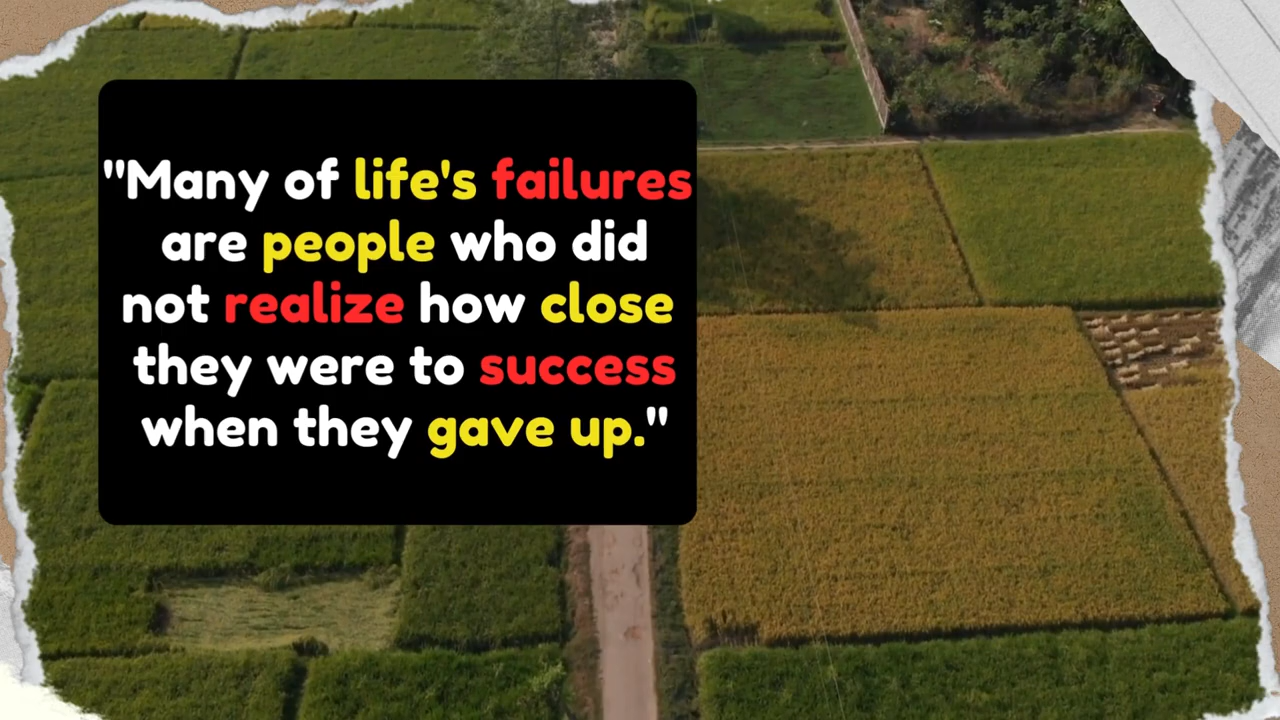 "Many of life's failures
are people who did
not realize how close
they were to success
when they gave up."